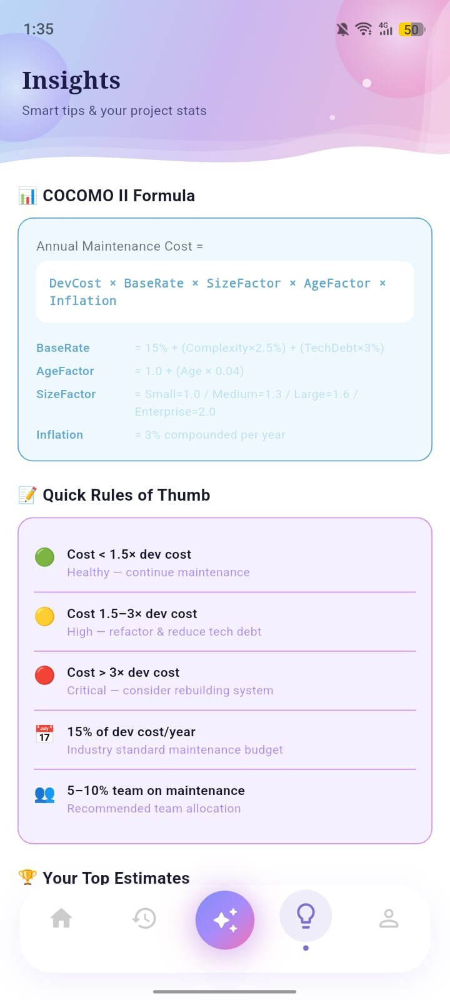 1:35
4G
50
Insights
Smart tips & your project stats
📊 COCOMO II Formula
Annual Maintenance Cost =
DevCost × BaseRate × SizeFactor × AgeFactor ×
Inflation
BaseRate = 15% + (Complexity×2.5%) + (TechDebt×3%)
AgeFactor = 1.0 + (Age × 0.04)
SizeFactor = Small=1.0 / Medium=1.3 / Large=1.6 /
Enterprise=2.0
Inflation = 3% compounded per year
📝 Quick Rules of Thumb
🟢 Cost < 1.5× dev cost
Healthy — continue maintenance
🟡 Cost 1.5–3× dev cost
High — refactor & reduce tech debt
🔴 Cost > 3× dev cost
Critical — consider rebuilding system
📅 15% of dev cost/year
Industry standard maintenance budget
👥 5–10% team on maintenance
Recommended team allocation
🏆 Your Top Estimates